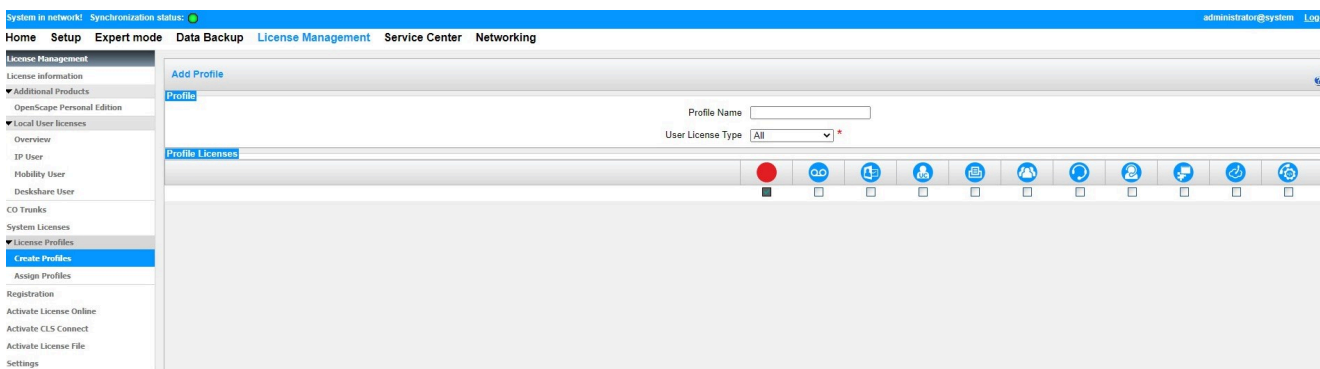 System in network! Synchronization status:
administrator@system Log
Home Setup Expert mode Data Backup License Management Service Center Networking
License Management
License information
Additional Products
OpenScape Personal Edition
Local User licenses
Overview
IP User
Mobility User
Deskshare User
CO Trunks
System Licenses
License Profiles
Create Profiles
Assign Profiles
Registration
Activate License Online
Activate CLS Connect
Activate License File
Settings
Add Profile
Profile
Profile Name
User License Type All *
Profile Licenses
UC